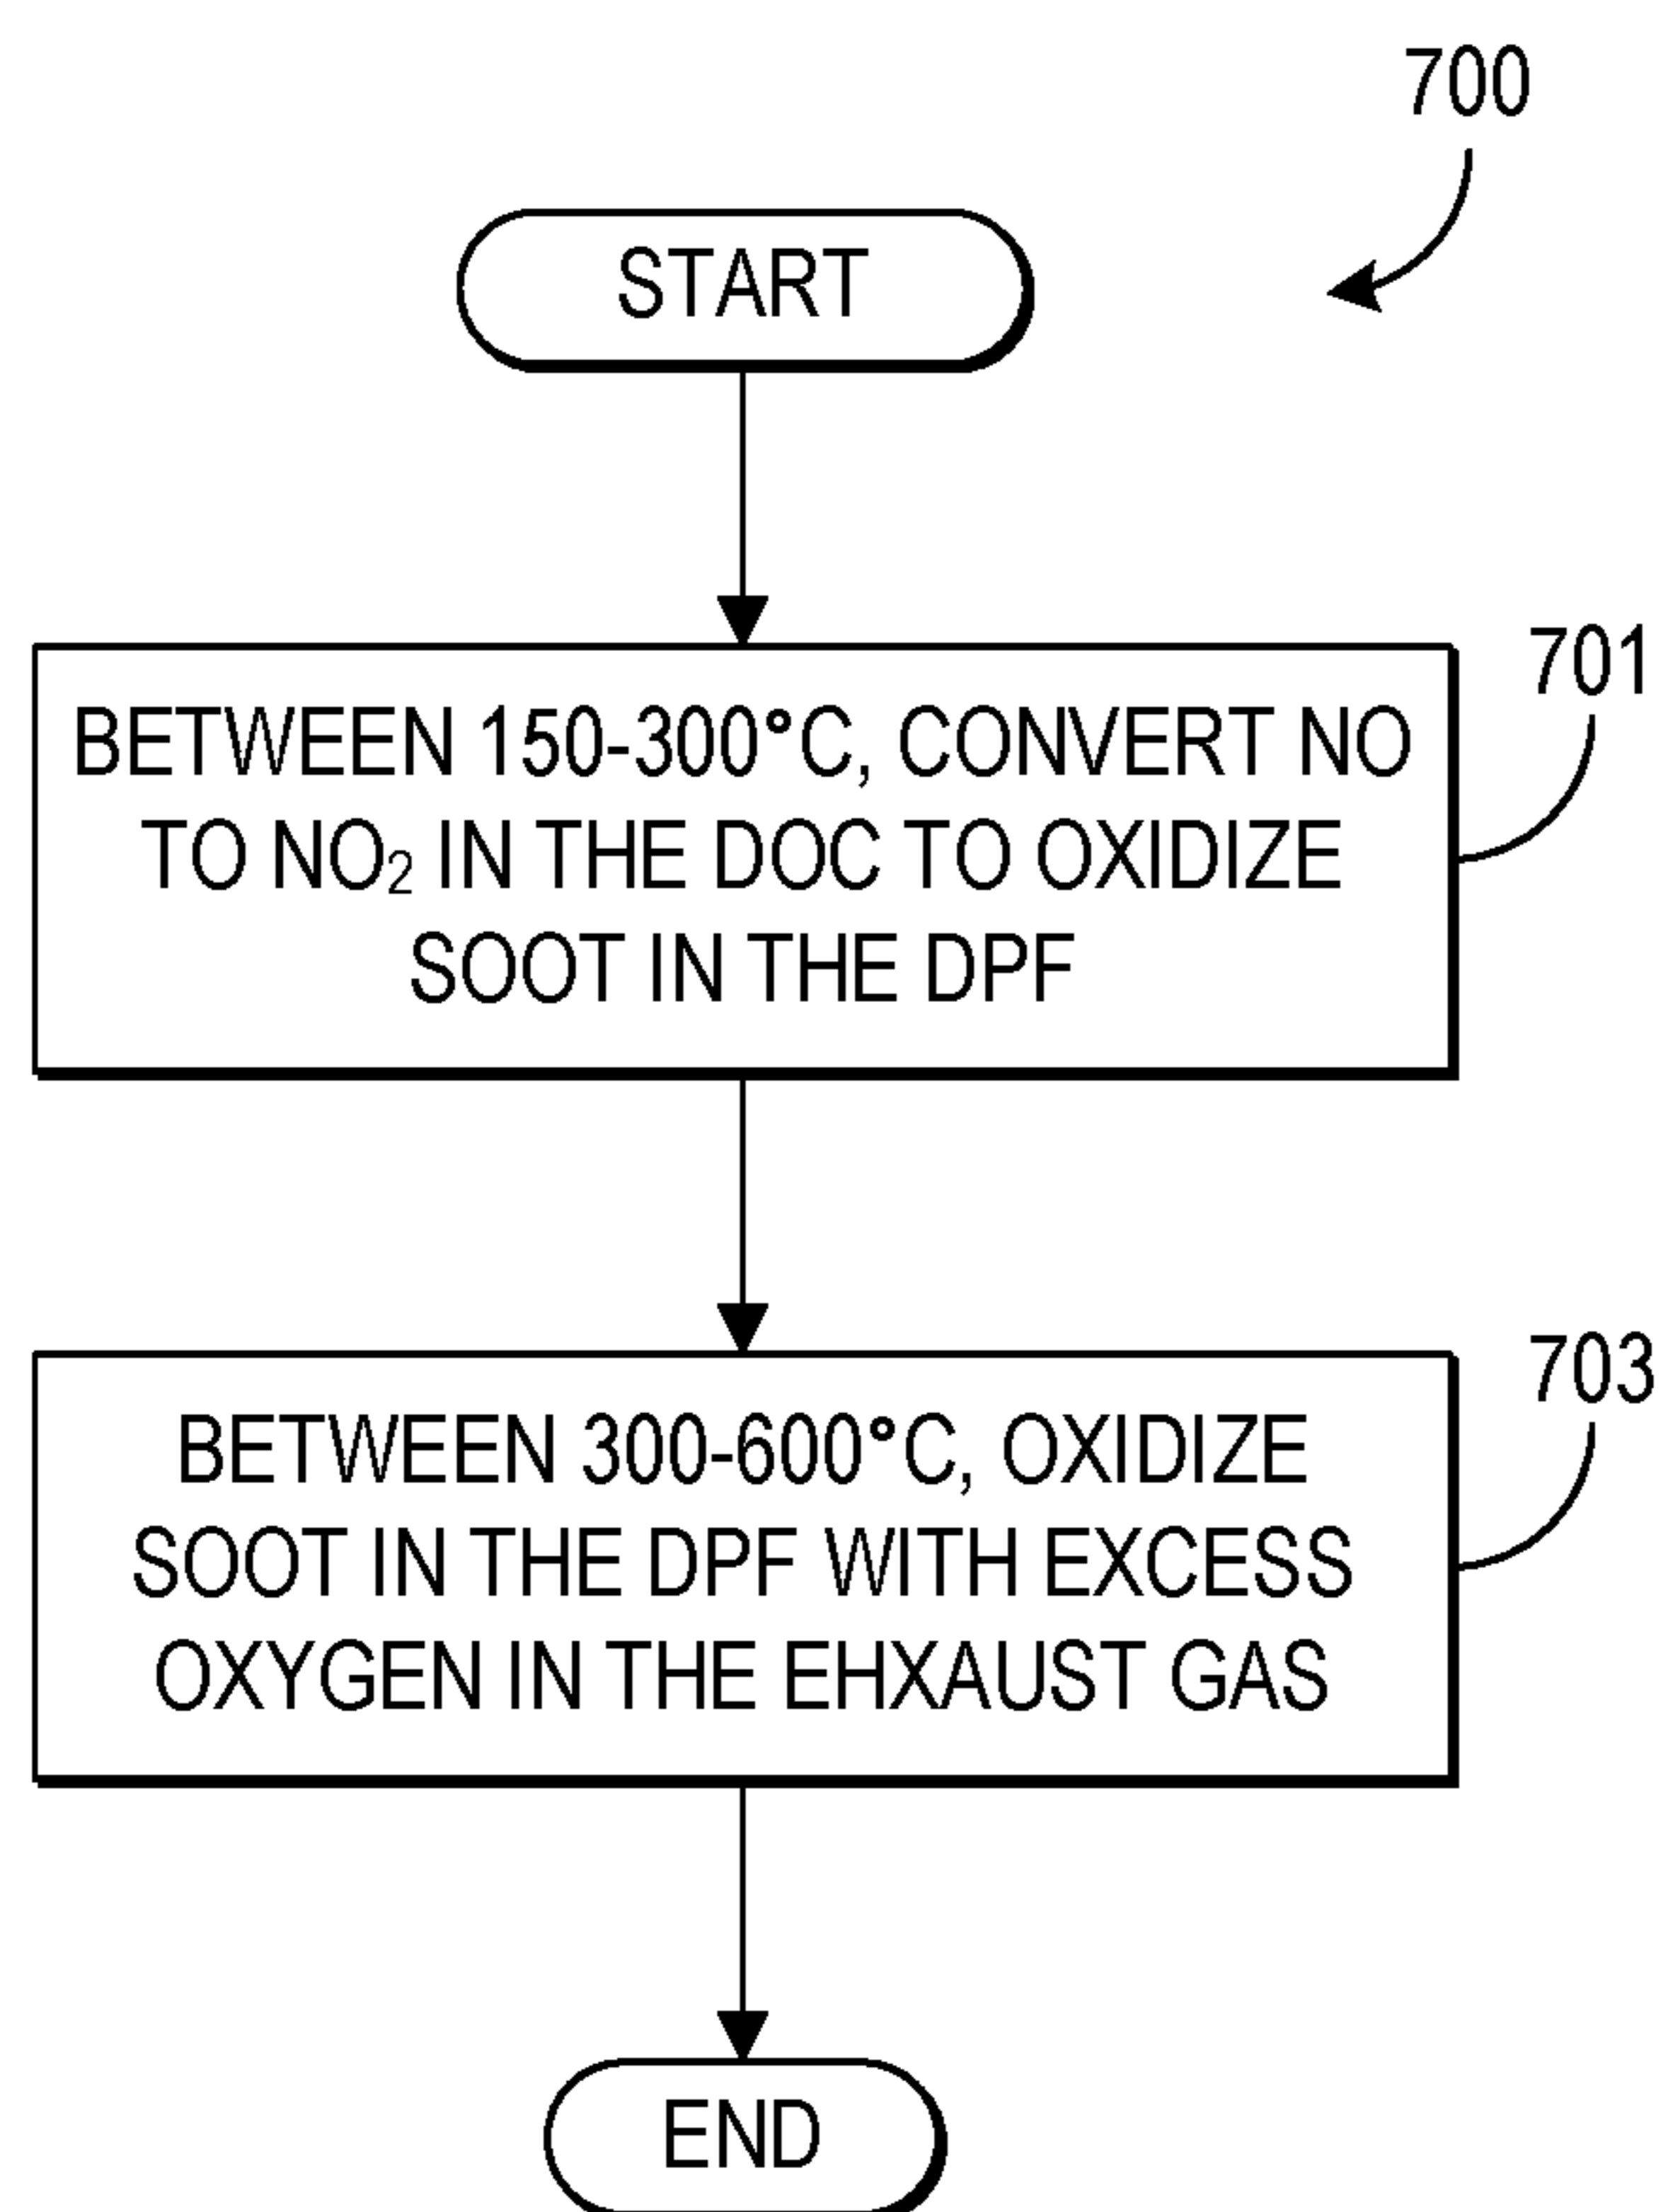 700
START
701
BETWEEN 150-300°C, CONVERT NO
TO NO₂ IN THE DOC TO OXIDIZE
SOOT IN THE DPF
703
BETWEEN 300-600°C, OXIDIZE
SOOT IN THE DPF WITH EXCESS
OXYGEN IN THE EHXAUST GAS
END